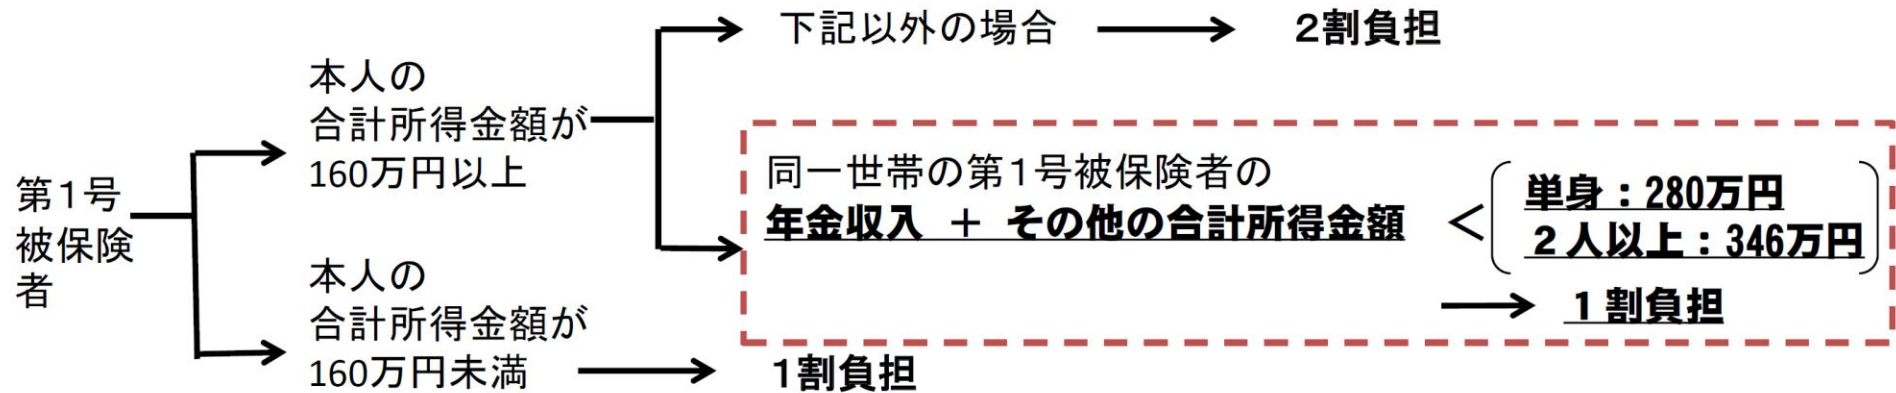 第１号
被保険
者
本人の
合計所得金額が
160万円以上
下記以外の場合
２割負担
同一世帯の第１号被保険者の
年金収入　＋　その他の合計所得金額
＜
単身：280万円
２人以上：346万円
１割負担
本人の
合計所得金額が
160万円未満
１割負担